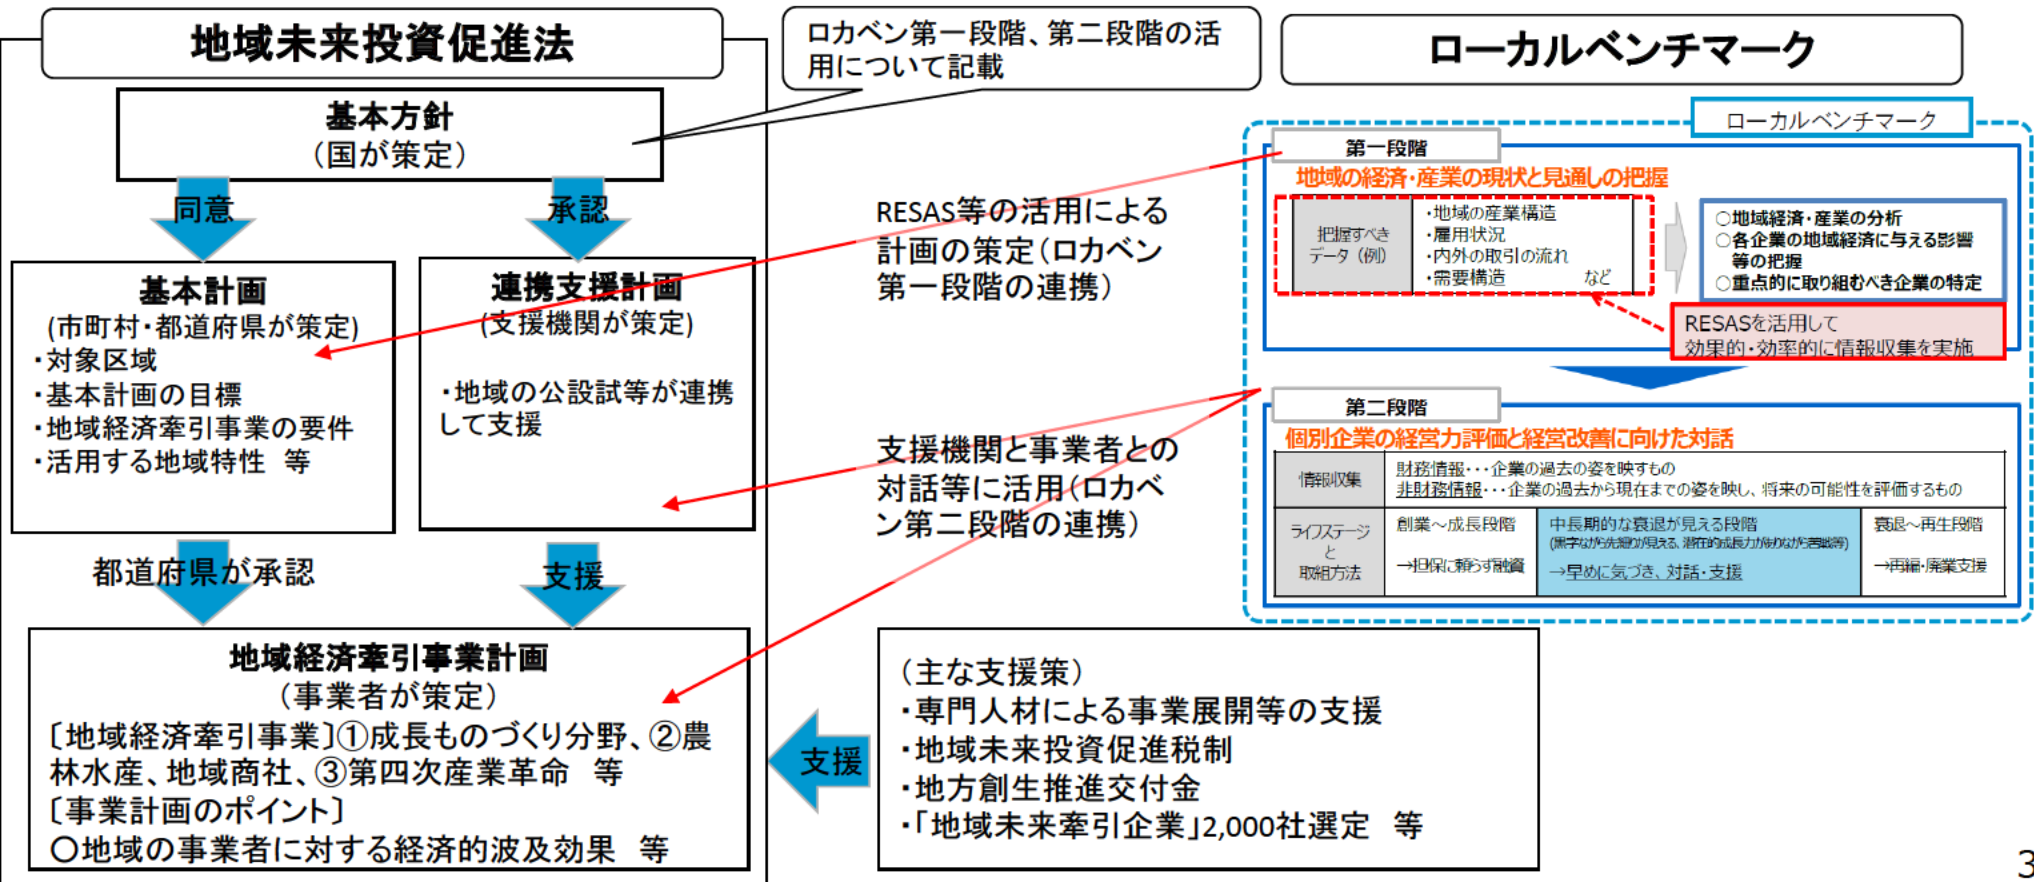 地域未来投資促進法
ロカベン第一段階、第二段階の活
用について記載
ローカルベンチマーク
基本方針
（国が策定）
同意
承認
基本計画
(市町村・都道府県が策定)
・対象区域
・基本計画の目標
・地域経済牽引事業の要件
・活用する地域特性　等
連携支援計画
(支援機関が策定)
・地域の公設試等が連携
して支援
都道府県が承認
支援
地域経済牽引事業計画
（事業者が策定）
〔地域経済牽引事業〕①成長ものづくり分野、②農
林水産、地域商社、③第四次産業革命　等
〔事業計画のポイント〕
〇地域の事業者に対する経済的波及効果　等
RESAS等の活用による
計画の策定（ロカベン
第一段階の連携）
支援機関と事業者との
対話等に活用（ロカベ
ン第二段階の連携）
支援
（主な支援策）
・専門人材による事業展開等の支援
・地域未来投資促進税制
・地方創生推進交付金
・「地域未来牽引企業」2,000社選定　等
ローカルベンチマーク
第一段階
地域の経済・産業の現状と見通しの把握
把握すべき
データ（例）
・地域の産業構造
・雇用状況
・内外の取引の流れ
・需要構造　など
○地域経済・産業の分析
○各企業の地域経済に与える影響
等の把握
○重点的に取り組むべき企業の特定
RESASを活用して
効果的・効率的に情報収集を実施
第二段階
個別企業の経営力評価と経営改善に向けた対話
情報収集
財務情報・・・企業の過去の姿を映すもの
非財務情報・・・企業の過去から現在までの姿を映し、将来の可能性を評価するもの
ライフステージ
と
取組方法
創業～成長段階
→担保に頼らず融資
中長期的な衰退が見える段階
(黒字ながら先細りが見える、潜在的成長力がありながら苦戦等)
→早めに気づき、対話・支援
衰退～再生段階
→再編・廃業支援
3